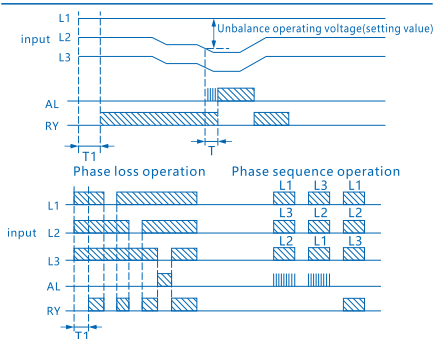 L1
Unbalance operating voltage(setting value)
input L2
L3
AL
RY
T1
T
Phase loss operation
Phase sequence operation
L1 L3 L1
L1
L3 L2 L2
input L2
L2 L1 L3
L3
AL
RY
T1